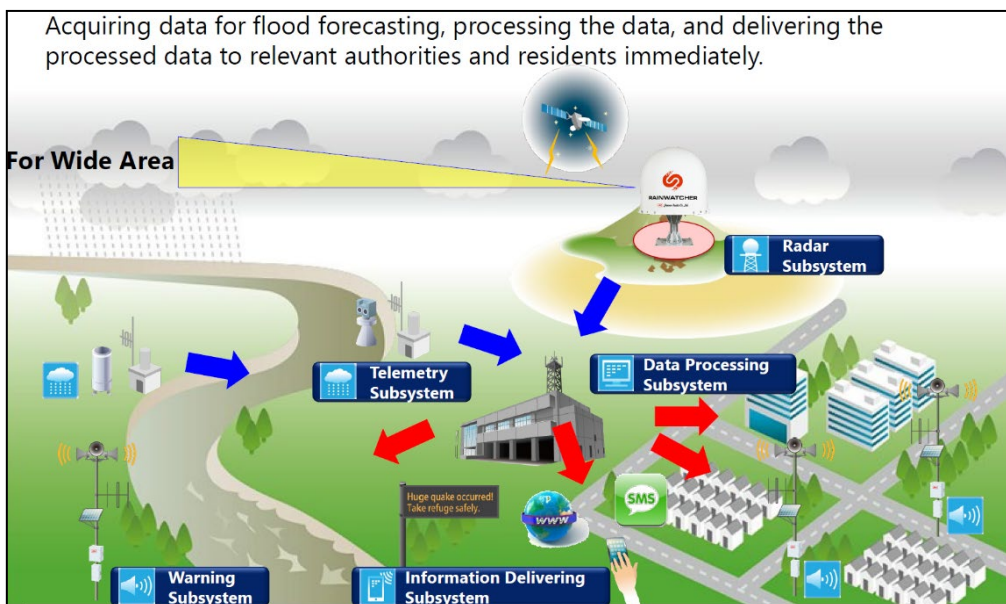 Acquiring data for flood forecasting, processing the data, and delivering the
processed data to relevant authorities and residents immediately.
For Wide Area
RAINWATCHER
Radar
Subsystem
Telemetry
Subsystem
Data Processing
Subsystem
Huge quake occurred!
Take refuge safely.
WWW
SMS
Warning
Subsystem
Information Delivering
Subsystem